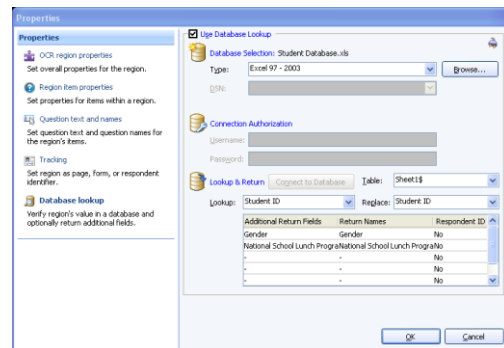 Properties
Properties
OCR region properties
Set overall properties for the region.
Region item properties
Set properties for items within a region.
Question text and names
Set question text and question names for
the region's items.
Tracking
Set region as page, form, or respondent
identifier.
Database lookup
Verify region's value in a database and
optionally return additional fields.
Use Database Lookup
Database Selection: Student Database.xls
Type: Excel 97 - 2003 Browse...
DSN:
Connection Authorization
Username:
Password:
Lookup & Return Connect to Database Table: Sheet1$
Lookup: Student ID Replace: Student ID
Additional Return Fields Return Names Respondent ID
Gender Gender No
National School Lunch Progra National School Lunch Progra No
- - No
- - No
- - No
OK Cancel